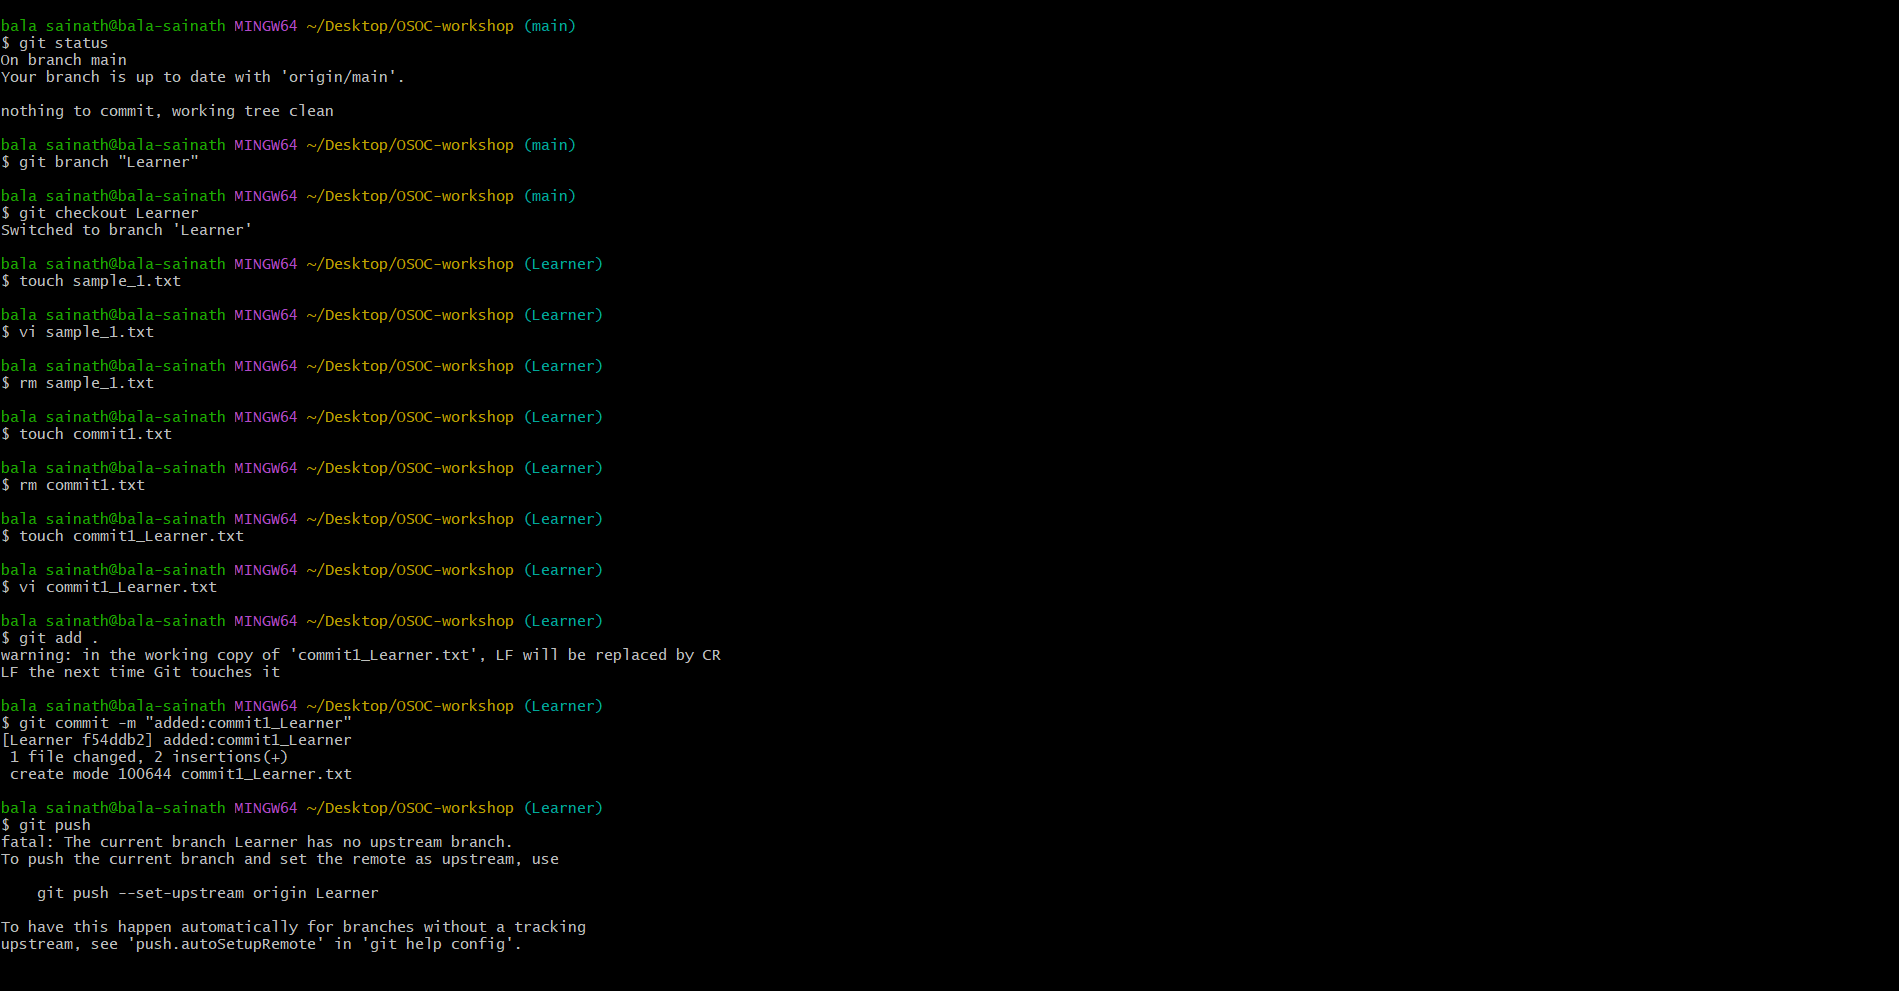 bala sainath@bala-sainath MINGW64 ~/Desktop/OSOC-workshop (main)
$ git status
On branch main
Your branch is up to date with 'origin/main'.
nothing to commit, working tree clean
bala sainath@bala-sainath MINGW64 ~/Desktop/OSOC-workshop (main)
$ git branch "Learner"
bala sainath@bala-sainath MINGW64 ~/Desktop/OSOC-workshop (main)
$ git checkout Learner
Switched to branch 'Learner'
bala sainath@bala-sainath MINGW64 ~/Desktop/OSOC-workshop (Learner)
$ touch sample_1.txt
bala sainath@bala-sainath MINGW64 ~/Desktop/OSOC-workshop (Learner)
$ vi sample_1.txt
bala sainath@bala-sainath MINGW64 ~/Desktop/OSOC-workshop (Learner)
$ rm sample_1.txt
bala sainath@bala-sainath MINGW64 ~/Desktop/OSOC-workshop (Learner)
$ touch commit1.txt
bala sainath@bala-sainath MINGW64 ~/Desktop/OSOC-workshop (Learner)
$ rm commit1.txt
bala sainath@bala-sainath MINGW64 ~/Desktop/OSOC-workshop (Learner)
$ touch commit1_Learner.txt
bala sainath@bala-sainath MINGW64 ~/Desktop/OSOC-workshop (Learner)
$ vi commit1_Learner.txt
bala sainath@bala-sainath MINGW64 ~/Desktop/OSOC-workshop (Learner)
$ git add .
warning: in the working copy of 'commit1_Learner.txt', LF will be replaced by CR
LF the next time Git touches it
bala sainath@bala-sainath MINGW64 ~/Desktop/OSOC-workshop (Learner)
$ git commit -m "added:commit1_Learner"
[Learner f54ddb2] added:commit1_Learner
 1 file changed, 2 insertions(+)
 create mode 100644 commit1_Learner.txt
bala sainath@bala-sainath MINGW64 ~/Desktop/OSOC-workshop (Learner)
$ git push
fatal: The current branch Learner has no upstream branch.
To push the current branch and set the remote as upstream, use
    git push --set-upstream origin Learner
To have this happen automatically for branches without a tracking
upstream, see 'push.autoSetupRemote' in 'git help config'.